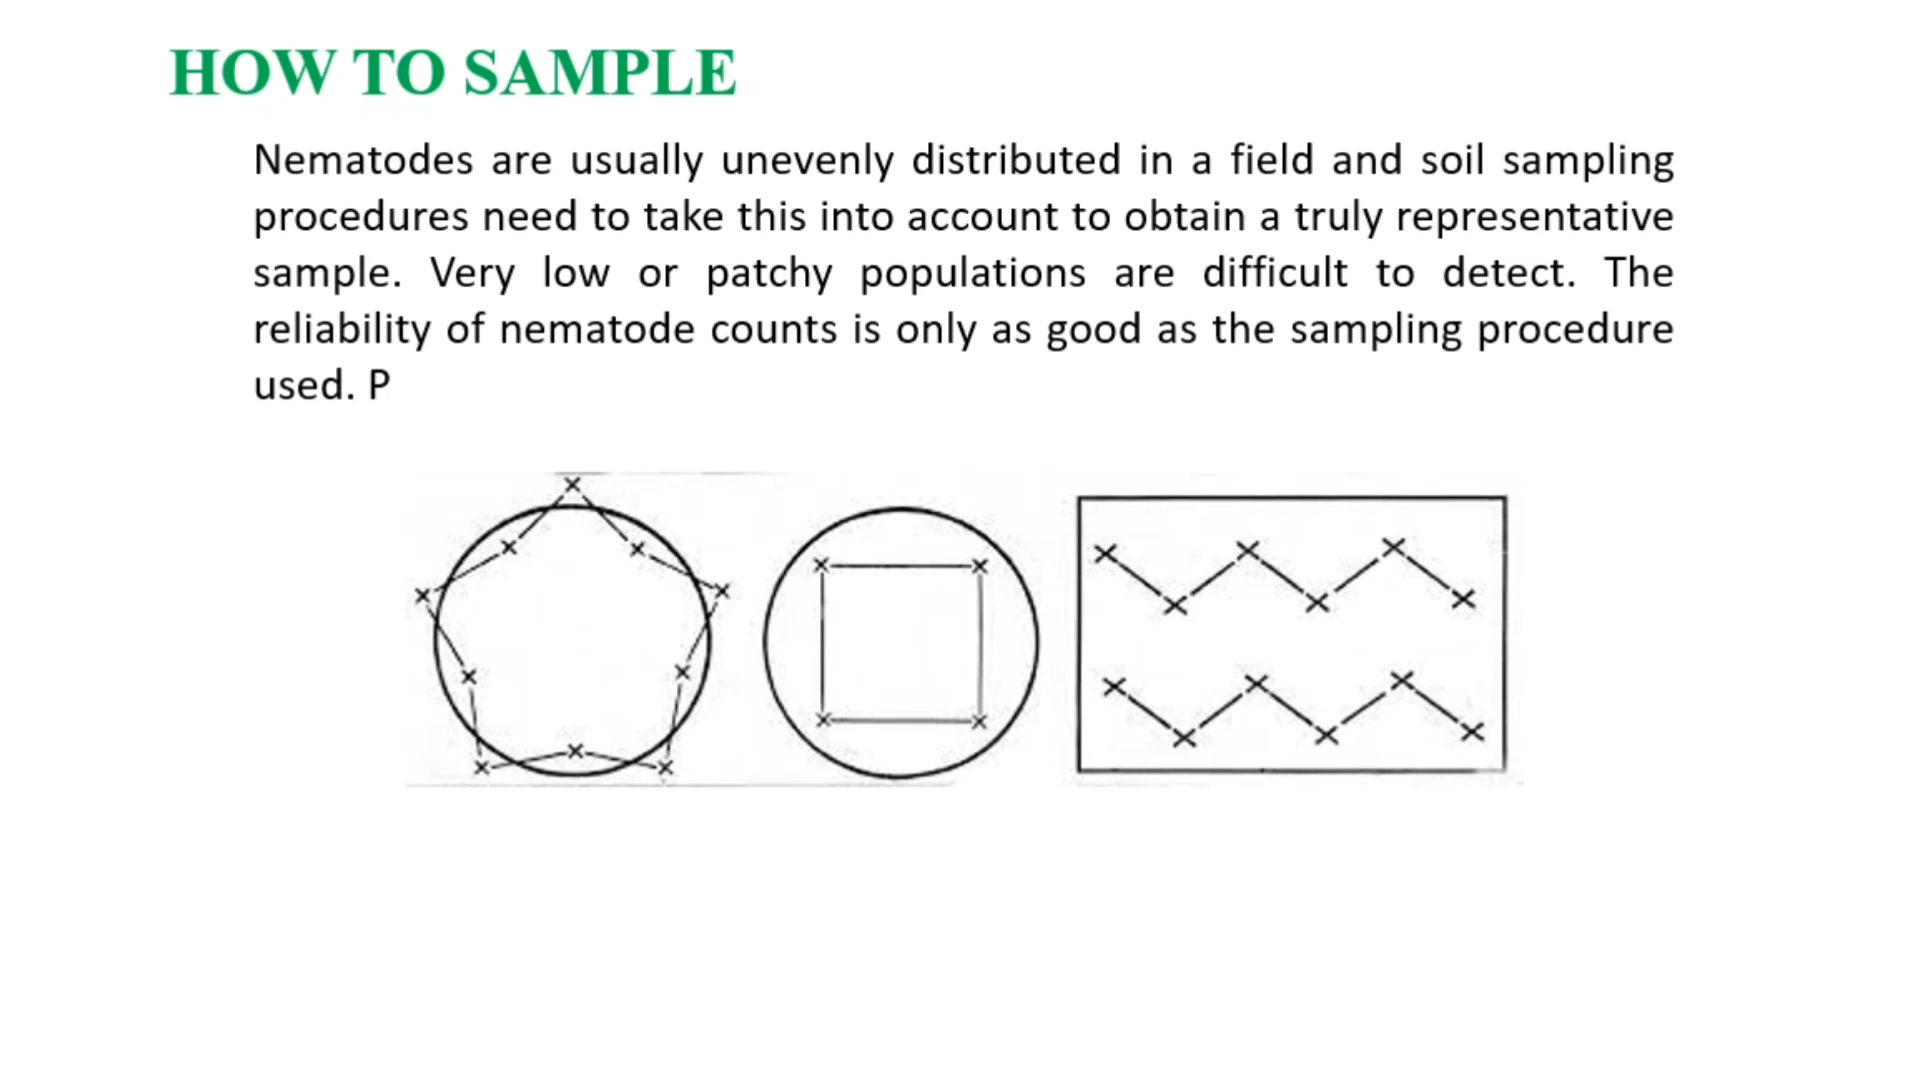 HOW TO SAMPLE
Nematodes are usually unevenly distributed in a field and soil sampling
procedures need to take this into account to obtain a truly representative
sample. Very low or patchy populations are difficult to detect. The
reliability of nematode counts is only as good as the sampling procedure
used. P